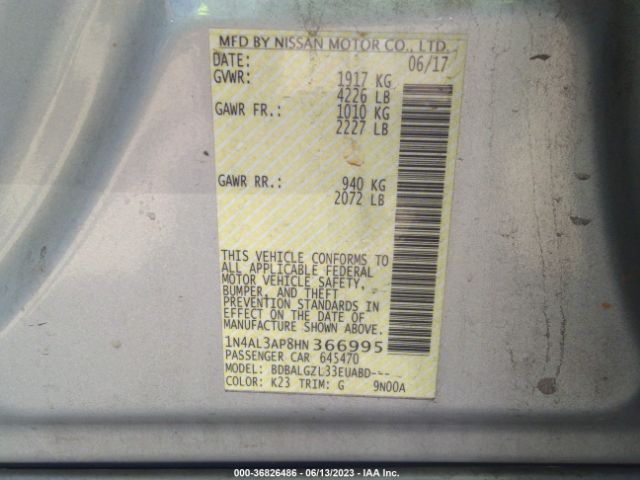 MFD BY NISSAN MOTOR CO., LTD.
DATE: 06/17
GVWR: 1917 KG
4226 LB
GAWR FR.: 1010 KG
2227 LB
GAWR RR.: 940 KG
2072 LB
THIS VEHICLE CONFORMS TO
ALL APPLICABLE FEDERAL
MOTOR VEHICLE SAFETY,
BUMPER, AND THEFT
PREVENTION STANDARDS IN
EFFECT ON THE DATE OF
MANUFACTURE SHOWN ABOVE.
1N4AL3AP8HN 366995
PASSENGER CAR 645470
MODEL: BDBALGZL33EUABD----
COLOR: K23 TRIM: G 9N00A
000-36826486 - 06/13/2023 - IAA Inc.